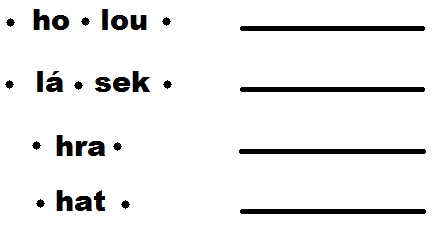 • ho • lou •
• lá • sek •
• hra •
• hat •